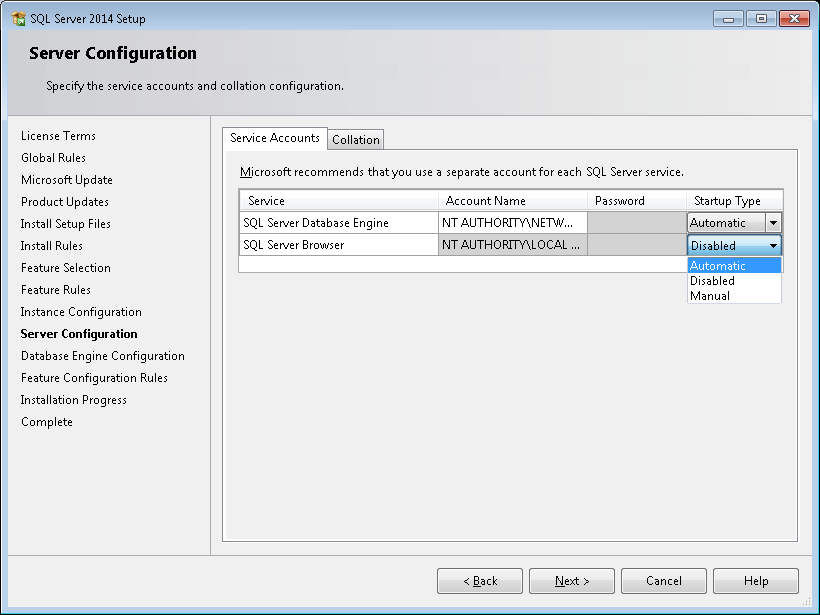 SQL Server 2014 Setup
Server Configuration
Specify the service accounts and collation configuration.
License Terms
Global Rules
Microsoft Update
Product Updates
Install Setup Files
Install Rules
Feature Selection
Feature Rules
Instance Configuration
Server Configuration
Database Engine Configuration
Feature Configuration Rules
Installation Progress
Complete
Service Accounts Collation
Microsoft recommends that you use a separate account for each SQL Server service.
Service Account Name Password Startup Type
SQL Server Database Engine NT AUTHORITY\NETW... Automatic
SQL Server Browser NT AUTHORITY\LOCAL ... Disabled
Automatic
Disabled
Manual
< Back Next > Cancel Help